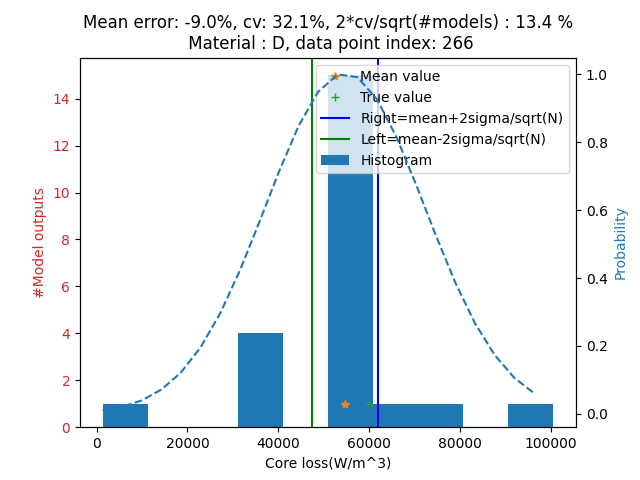 Mean error: -9.0%, cv: 32.1%, 2*cv/sqrt(#models) : 13.4 %
Material : D, data point index: 266
Mean value
True value
Right=mean+2sigma/sqrt(N)
Left=mean-2sigma/sqrt(N)
Histogram
#Model outputs
14
12
10
8
6
4
2
0
Probability
1.0
0.8
0.6
0.4
0.2
0.0
0 20000 40000 60000 80000 100000
Core loss(W/m^3)